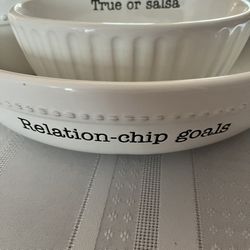 True or salsa
Relation-chip goals